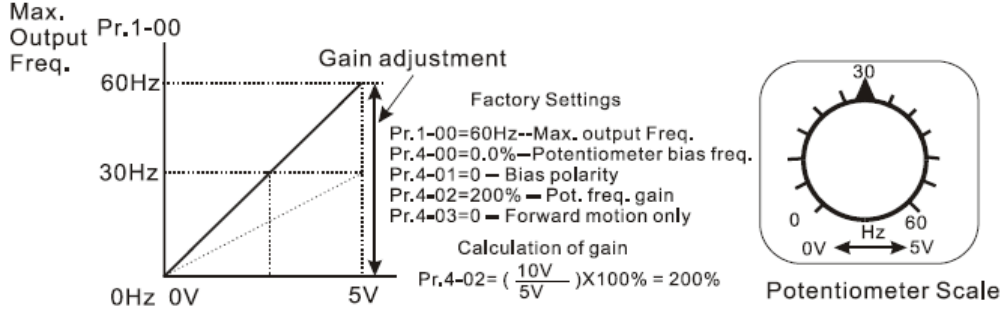 Max.
Output
Freq.
Pr.1-00
60Hz
30Hz
0Hz 0V
5V
Gain adjustment
Factory Settings
Pr.1-00=60Hz--Max. output Freq.
Pr.4-00=0.0%—Potentiometer bias freq.
Pr.4-01=0 — Bias polarity
Pr.4-02=200% — Pot. freq. gain
Pr.4-03=0 — Forward motion only
Calculation of gain
Pr.4-02= ( 10V/5V )X100% = 200%
30
0
60
Hz
0V
5V
Potentiometer Scale